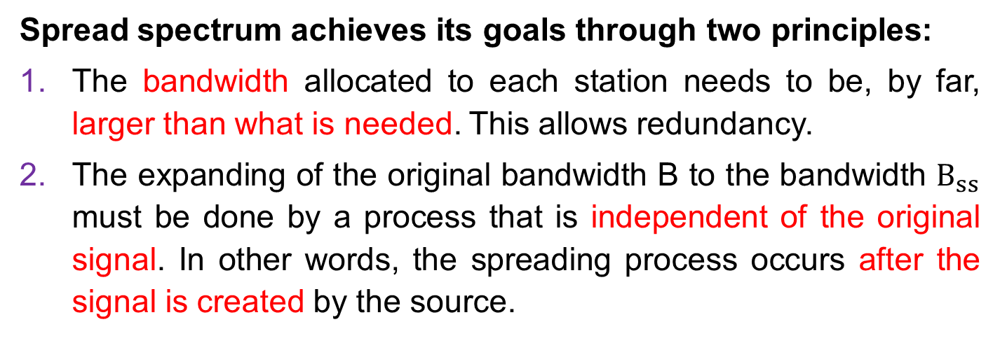 Spread spectrum achieves its goals through two principles:
1. The bandwidth allocated to each station needs to be, by far,
larger than what is needed. This allows redundancy.
2. The expanding of the original bandwidth B to the bandwidth Bss
must be done by a process that is independent of the original
signal. In other words, the spreading process occurs after the
signal is created by the source.